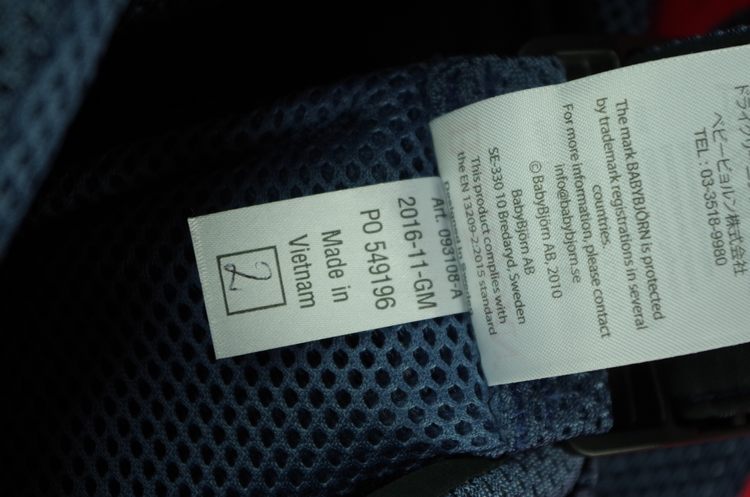 ベビービョルン株式会社
TEL : 03-3518-9980
The mark BABYBJÖRN is protected
by trademark registrations in several
countries.
For more information, please contact
info@babybjorn.se
© BabyBjörn AB, 2010
BabyBjörn AB
SE-330 10 Bredaryd, Sweden
This product complies with
the EN 13209-2:2015 standard
Art. 093108-A
2016-11-GM
PO 549196
Made in
Vietnam
2